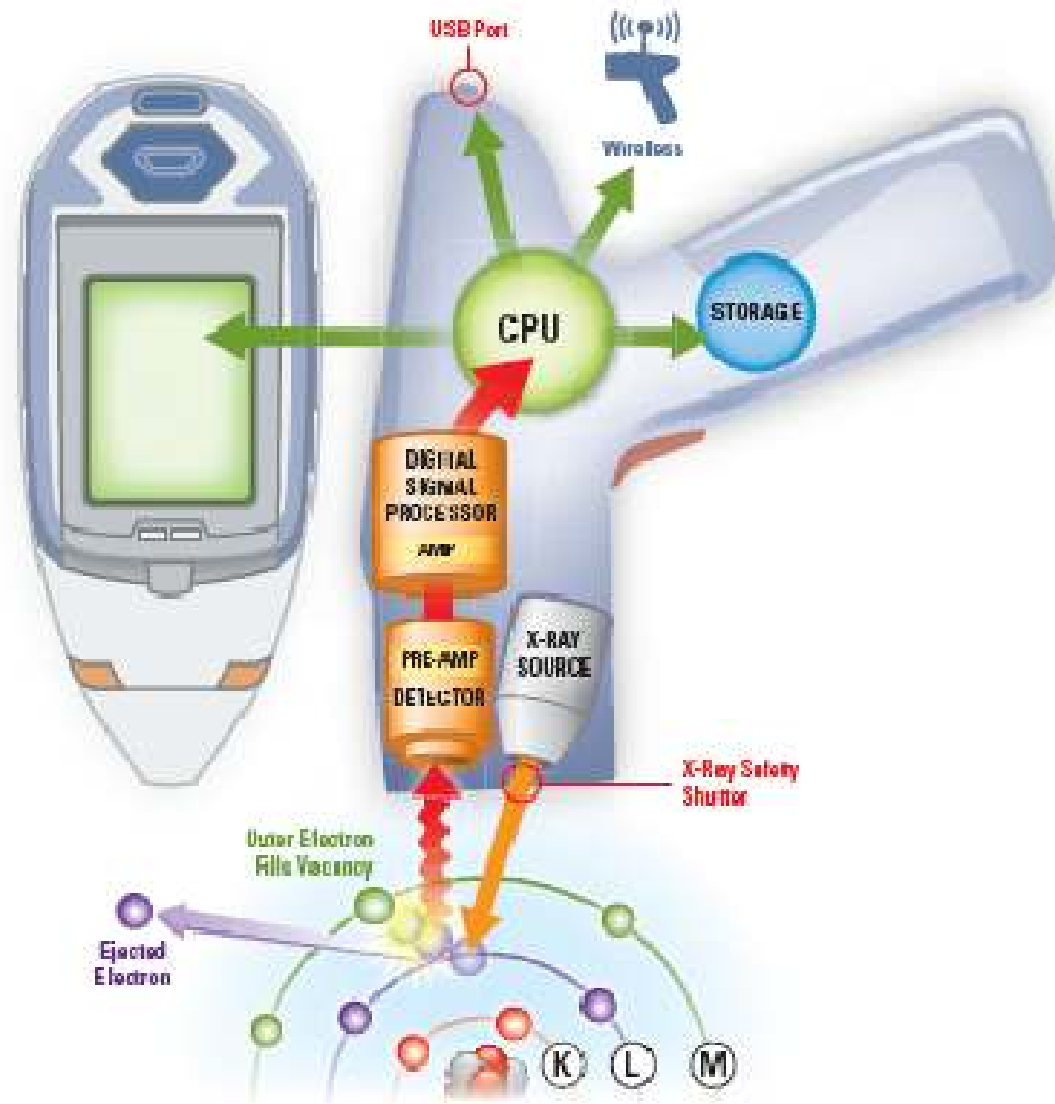 USB Port
Wireless
CPU
STORAGE
DIGITAL
SIGNAL
PROCESSOR
AMP
PRE-AMP
DETECTOR
X-RAY
SOURCE
X-Ray Safety
Shutter
Outer Electron
Fills Vacancy
Ejected
Electron
K
L
M